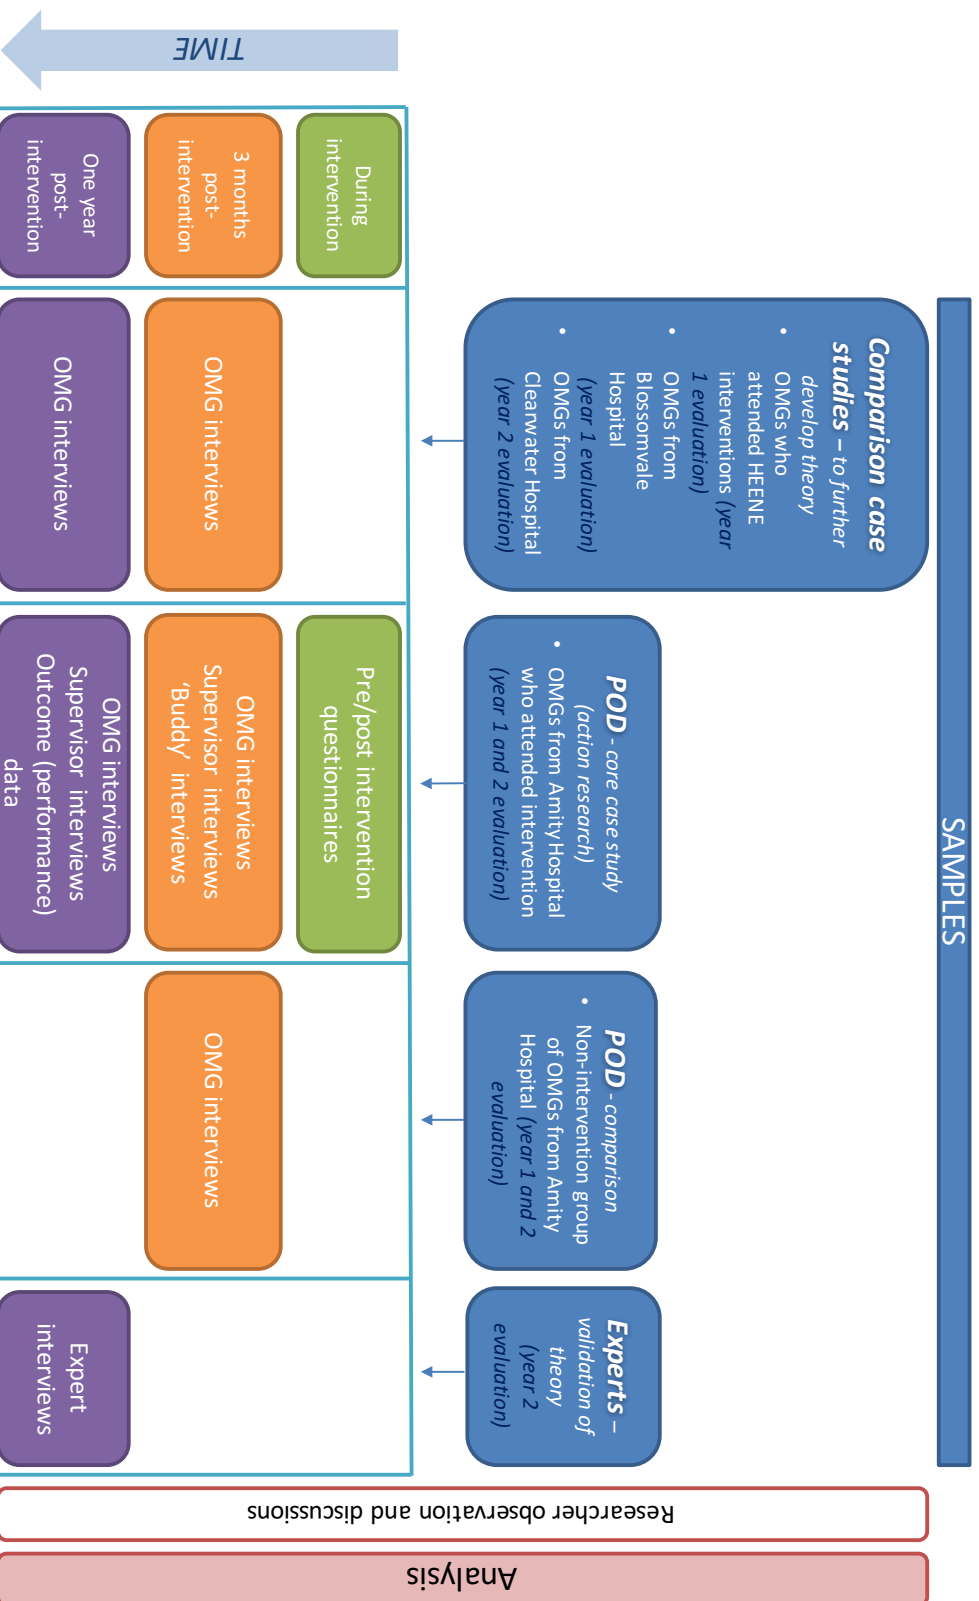 SAMPLES
Comparison case
studies – to further
develop theory
• OMGs who
attended HEENE
interventions (year
1 evaluation)
• OMGs from
Blossomvale
Hospital
(year 1 evaluation)
• OMGs from
Clearwater Hospital
(year 2 evaluation)
POD - core case study
(action research)
• OMGs from Amity Hospital
who attended intervention
(year 1 and 2 evaluation)
POD - comparison
• Non-intervention group
of OMGs from Amity
Hospital (year 1 and 2
evaluation)
Experts –
validation of
theory
(year 2
evaluation)
TIME
During
intervention
Pre/post intervention
questionnaires
3 months
post-
intervention
OMG interviews
OMG interviews
Supervisor interviews
‘Buddy’ interviews
OMG interviews
One year
post-
intervention
OMG interviews
OMG interviews
Supervisor interviews
Outcome (performance)
data
Expert
interviews
Researcher observation and discussions
Analysis